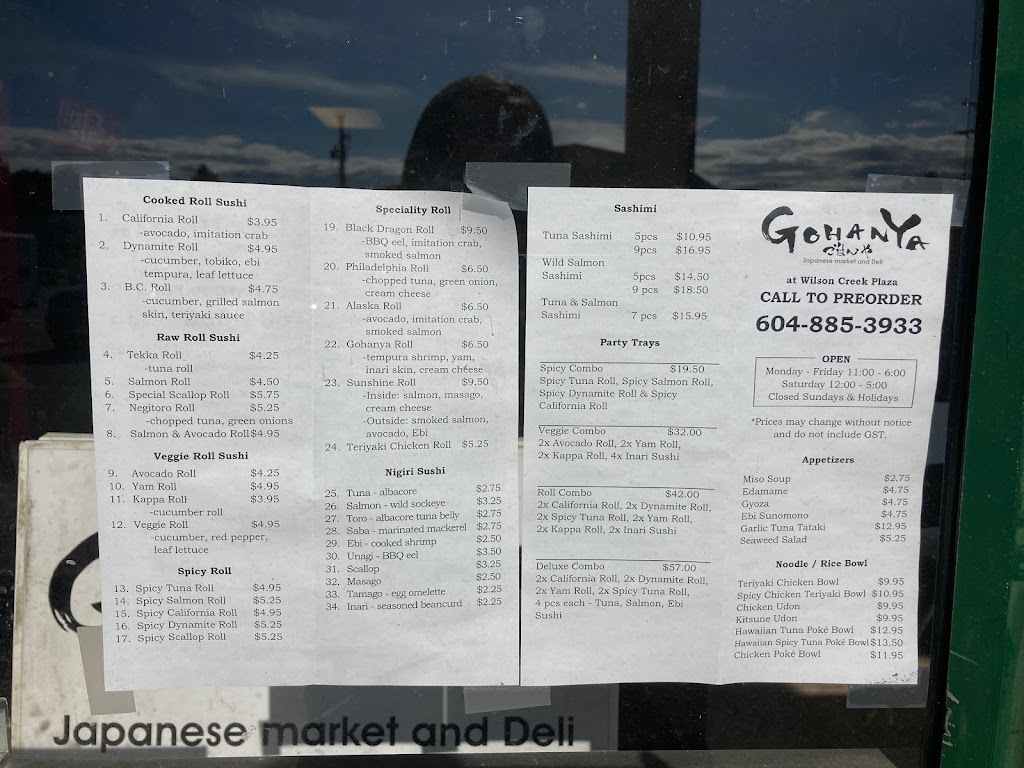 Cooked Roll Sushi
1. California Roll $3.95
-avocado, imitation crab
2. Dynamite Roll $4.95
-cucumber, tobiko, ebi
tempura, leaf lettuce
3. B.C. Roll $4.75
-cucumber, grilled salmon
skin, teriyaki sauce
Raw Roll Sushi
4. Tekka Roll $4.25
-tuna roll
5. Salmon Roll $4.50
6. Special Scallop Roll $5.75
7. Negitoro Roll $5.25
-chopped tuna, green onions
8. Salmon & Avocado Roll $4.95
Veggie Roll Sushi
9. Avocado Roll $4.25
10. Yam Roll $4.95
11. Kappa Roll $3.95
-cucumber roll
12. Veggie Roll $4.95
-cucumber, red pepper,
leaf lettuce
Spicy Roll
13. Spicy Tuna Roll $4.95
14. Spicy Salmon Roll $5.25
15. Spicy California Roll $4.95
16. Spicy Dynamite Roll $5.25
17. Spicy Scallop Roll $5.25
Speciality Roll
19. Black Dragon Roll $9.50
-BBQ eel, imitation crab,
smoked salmon
20. Philadelphia Roll $6.50
-chopped tuna, green onion,
cream cheese
21. Alaska Roll $6.50
-avocado, imitation crab,
smoked salmon
22. Gohanya Roll $6.50
-tempura shrimp, yam,
inari skin, cream cheese
23. Sunshine Roll $9.50
-Inside: salmon, masago,
cream cheese
-Outside: smoked salmon,
avocado, Ebi
24. Teriyaki Chicken Roll $5.25
Nigiri Sushi
25. Tuna - albacore $2.75
26. Salmon - wild sockeye $3.25
27. Toro - albacore tuna belly $2.75
28. Saba - marinated mackerel $2.75
29. Ebi - cooked shrimp $2.50
30. Unagi - BBQ eel $3.50
31. Scallop $3.25
32. Masago $2.50
33. Tamago - egg omelette $2.25
34. Inari - seasoned beancurd $2.25
Sashimi
Tuna Sashimi 5pcs $10.95
9pcs $16.95
Wild Salmon
Sashimi 5pcs $14.50
9 pcs $18.50
Tuna & Salmon
Sashimi 7 pcs $15.95
Party Trays
Spicy Combo $19.50
Spicy Tuna Roll, Spicy Salmon Roll,
Spicy Dynamite Roll & Spicy
California Roll
Veggie Combo $32.00
2x Avocado Roll, 2x Yam Roll,
2x Kappa Roll, 4x Inari Sushi
Roll Combo $42.00
2x California Roll, 2x Dynamite Roll,
2x Spicy Tuna Roll, 2x Yam Roll,
2x Kappa Roll, 2x Inari Sushi
Deluxe Combo $57.00
2x California Roll, 2x Dynamite Roll,
2x Yam Roll, 2x Spicy Tuna Roll,
4 pcs each - Tuna, Salmon, Ebi
Sushi
GOHANYA
ごはんや
Japanese market and Deli
at Wilson Creek Plaza
CALL TO PREORDER
604-885-3933
OPEN
Monday - Friday 11:00 - 6:00
Saturday 12:00 - 5:00
Closed Sundays & Holidays
*Prices may change without notice
and do not include GST.
Appetizers
Miso Soup $2.75
Edamame $4.75
Gyoza $4.75
Ebi Sunomono $4.75
Garlic Tuna Tataki $12.95
Seaweed Salad $5.25
Noodle / Rice Bowl
Teriyaki Chicken Bowl $9.95
Spicy Chicken Teriyaki Bowl $10.95
Chicken Udon $9.95
Kitsune Udon $9.95
Hawaiian Tuna Poké Bowl $12.95
Hawaiian Spicy Tuna Poké Bowl $13.50
Chicken Poké Bowl $11.95
Japanese market and Deli